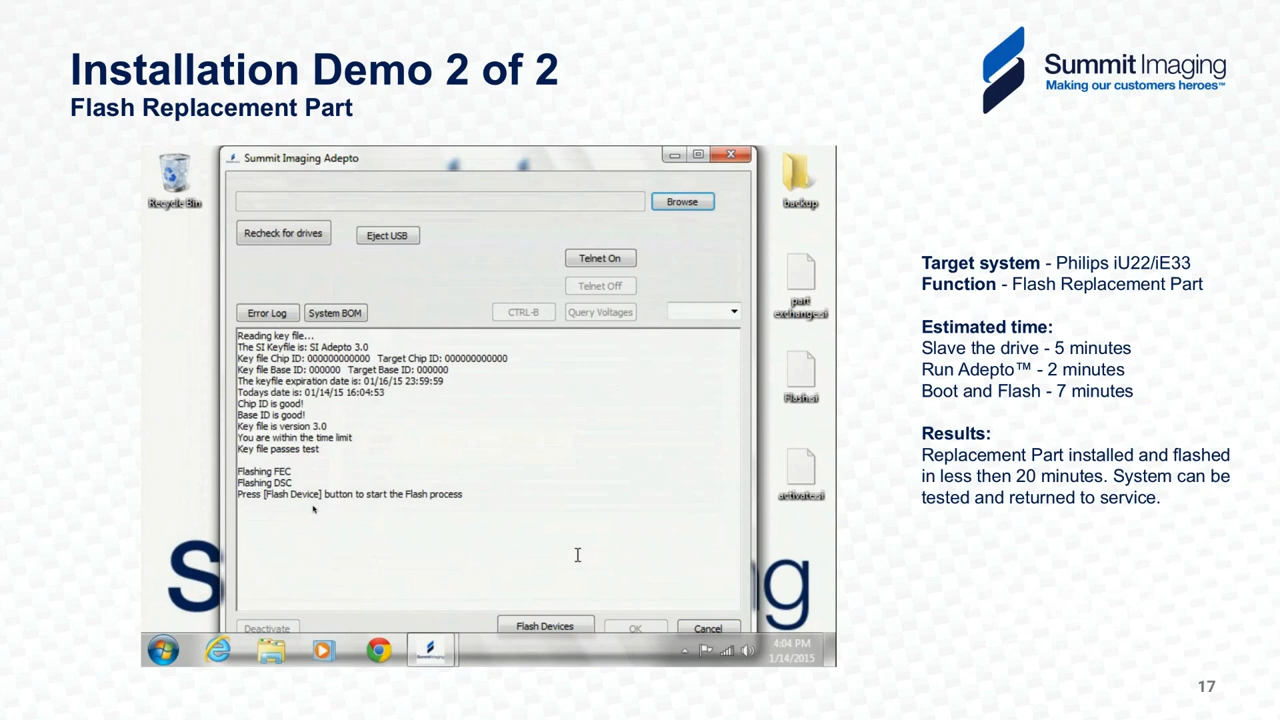 Installation Demo 2 of 2
Flash Replacement Part
Summit Imaging
Making our customers heroes™
Recycle Bin
Summit Imaging Adepto
Browse
Recheck for drives
Eject USB
Telnet On
Telnet Off
Error Log
System BOM
CTRL-B
Query Voltages
Reading key file...
The SI Keyfile is: SI Adepto 3.0
Key file Chip ID: 000000000000 Target Chip ID: 000000000000
Key file Base ID: 000000 Target Base ID: 000000
The keyfile expiration date is: 01/16/15 23:59:59
Todays date is: 01/14/15 16:04:53
Chip ID is good!
Base ID is good!
Key file is version 3.0
You are within the time limit
Key file passes test
Flashing FEC
Flashing DSC
Press [Flash Device] button to start the Flash process
Deactivate
Flash Devices
OK
Cancel
backup
part
exchange.si
Flash.si
activate.si
S
ng
SummitImaging
4:04 PM
1/14/2015
Target system - Philips iU22/iE33
Function - Flash Replacement Part
Estimated time:
Slave the drive - 5 minutes
Run Adepto™ - 2 minutes
Boot and Flash - 7 minutes
Results:
Replacement Part installed and flashed
in less then 20 minutes. System can be
tested and returned to service.
17